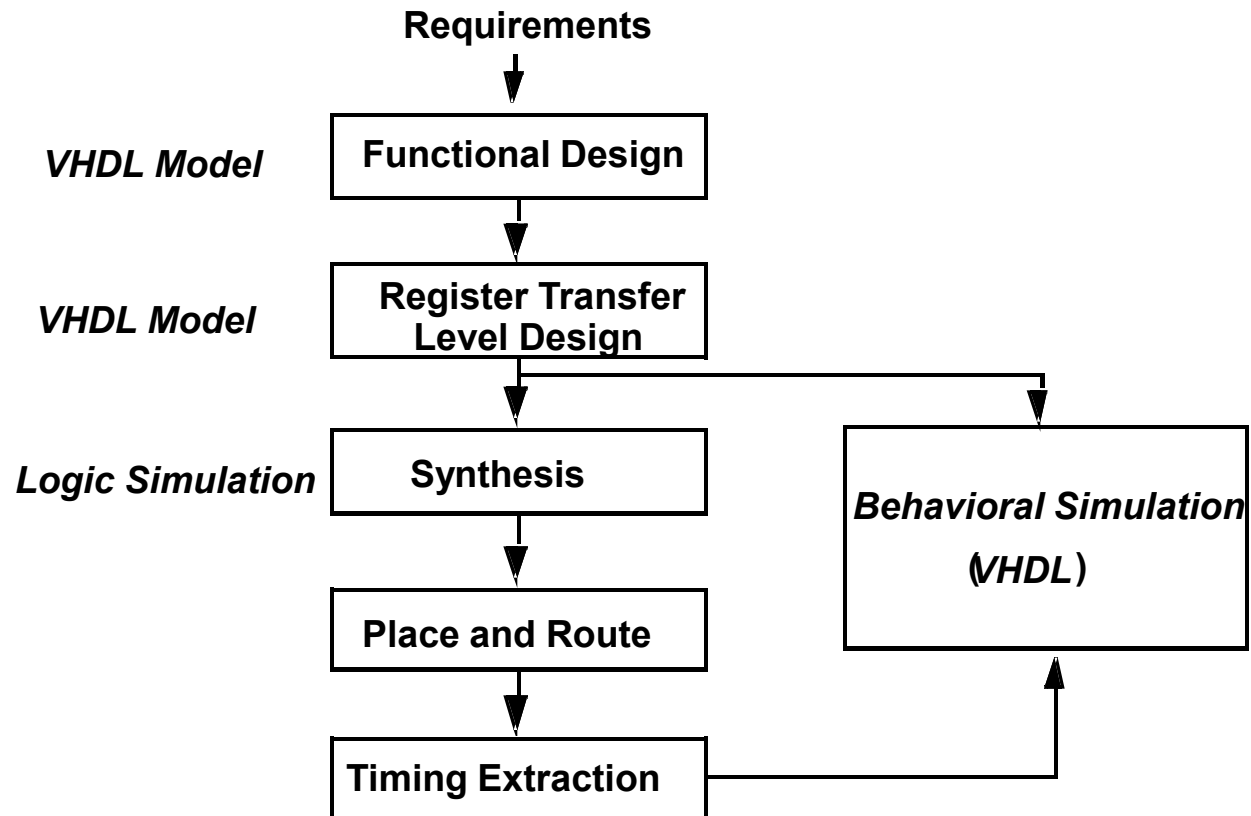 Requirements
VHDL Model
Functional Design
VHDL Model
Register Transfer
Level Design
Logic Simulation
Synthesis
Behavioral Simulation
(VHDL)
Place and Route
Timing Extraction